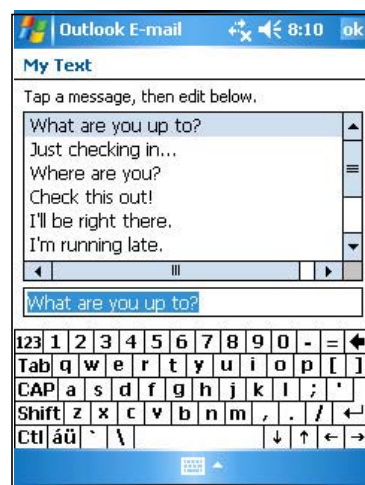 Outlook E-mail 8:10 ok
My Text
Tap a message, then edit below.
What are you up to?
Just checking in...
Where are you?
Check this out!
I'll be right there.
I'm running late.
What are you up to?
123 1 2 3 4 5 6 7 8 9 0 - = ←
Tab q w e r t y u i o p [ ]
CAP a s d f g h j k l ; '
Shift z x c v b n m , . / ↵
Ctl áü ` \ ↓ ↑ ← →